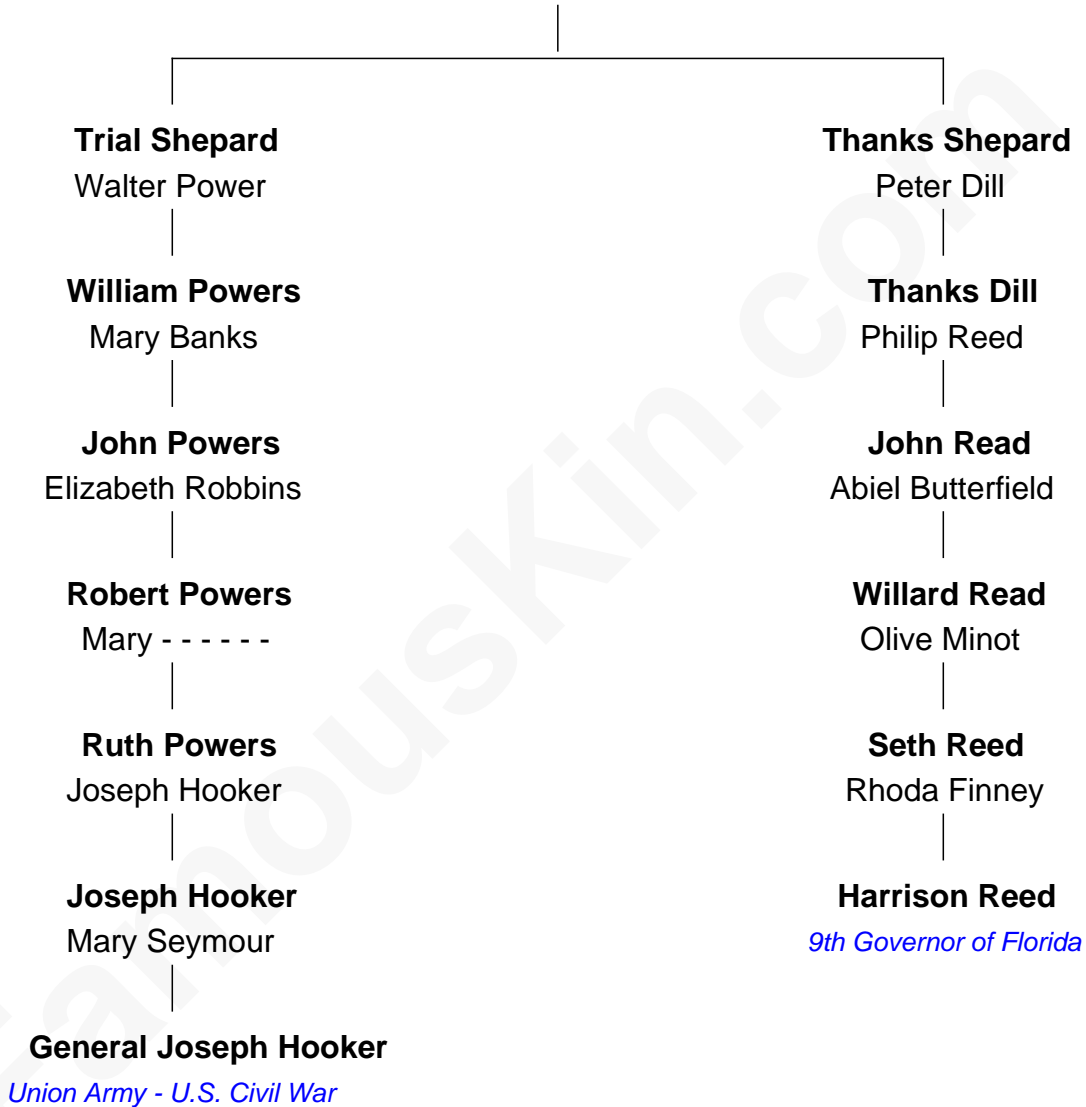 Trial Shepard
Walter Power
William Powers
Mary Banks
John Powers
Elizabeth Robbins
Robert Powers
Mary - - - - - -
Ruth Powers
Joseph Hooker
Joseph Hooker
Mary Seymour
General Joseph Hooker
Union Army - U.S. Civil War
Thanks Shepard
Peter Dill
Thanks Dill
Philip Reed
John Read
Abiel Butterfield
Willard Read
Olive Minot
Seth Reed
Rhoda Finney
Harrison Reed
9th Governor of Florida
FamousKin.com